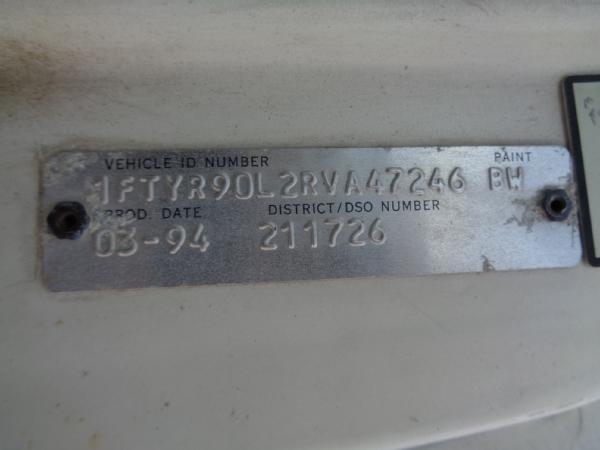 VEHICLE ID NUMBER PAINT
1FTYR90L2RVA47246 BW
PROD. DATE DISTRICT/DSO NUMBER
03-94 211726